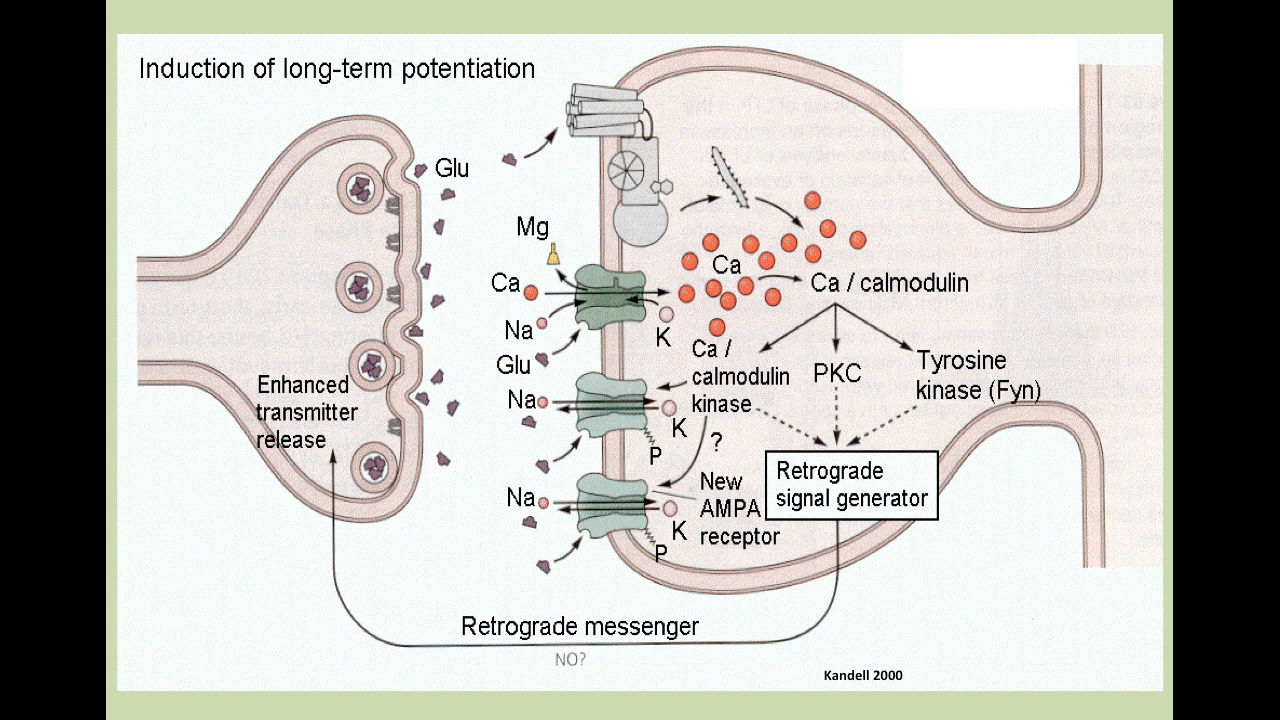 Induction of long-term potentiation
Glu
Mg
Ca
Na
Glu
K
Ca
Ca / calmodulin
Ca /
calmodulin
kinase
PKC
Tyrosine
kinase (Fyn)
Na
K
P
?
Enhanced
transmitter
release
Retrograde
signal generator
Na
K
P
New
AMPA
receptor
Retrograde messenger
NO?
Kandell 2000